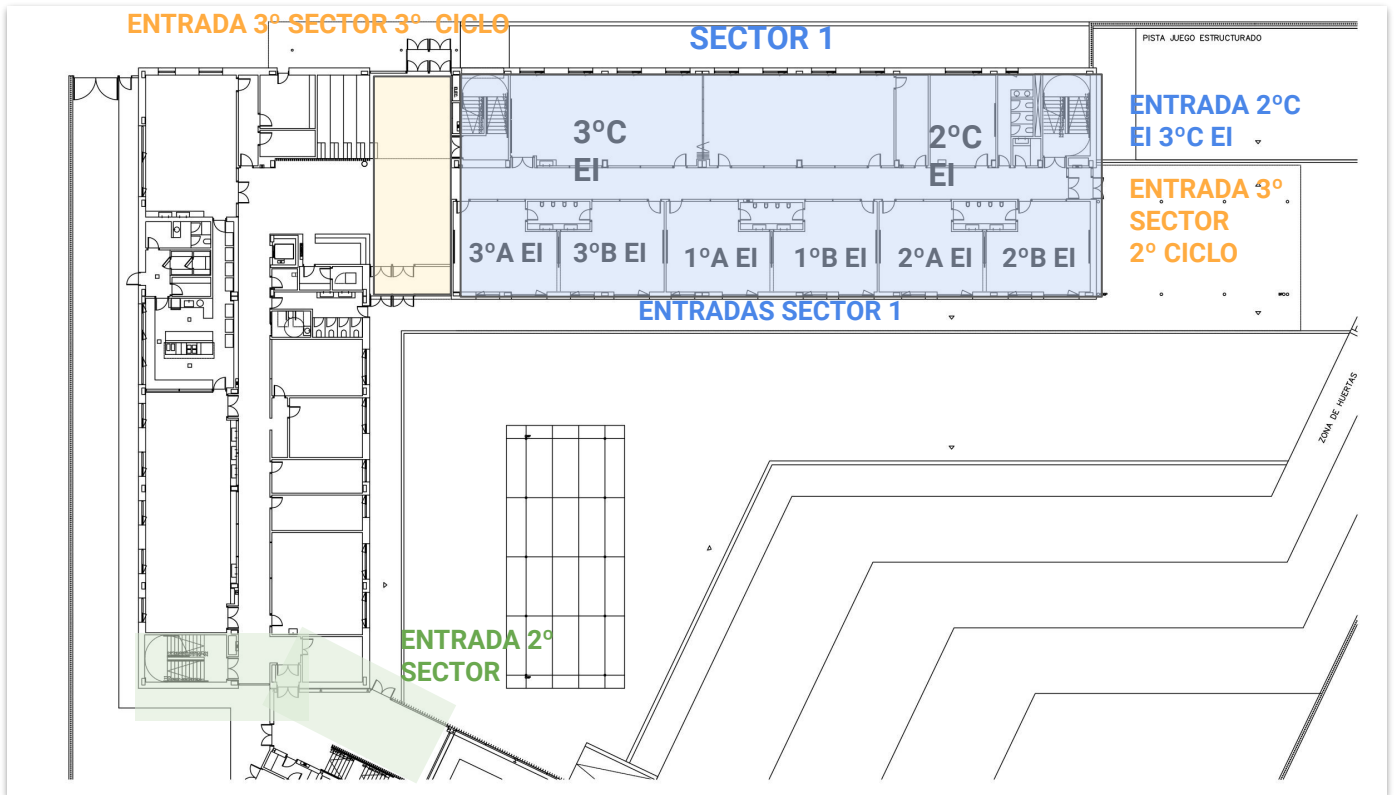 ENTRADA 3º SECTOR 3º CICLO
SECTOR 1
PISTA JUEGO ESTRUCTURADO
ENTRADA 2ºC
EI 3ºC EI
3ºC
EI
2ºC
EI
ENTRADA 3º
SECTOR
2º CICLO
3ºA EI
3ºB EI
1ºA EI
1ºB EI
2ºA EI
2ºB EI
ENTRADAS SECTOR 1
ZONA DE HUERTAS
ENTRADA 2º
SECTOR